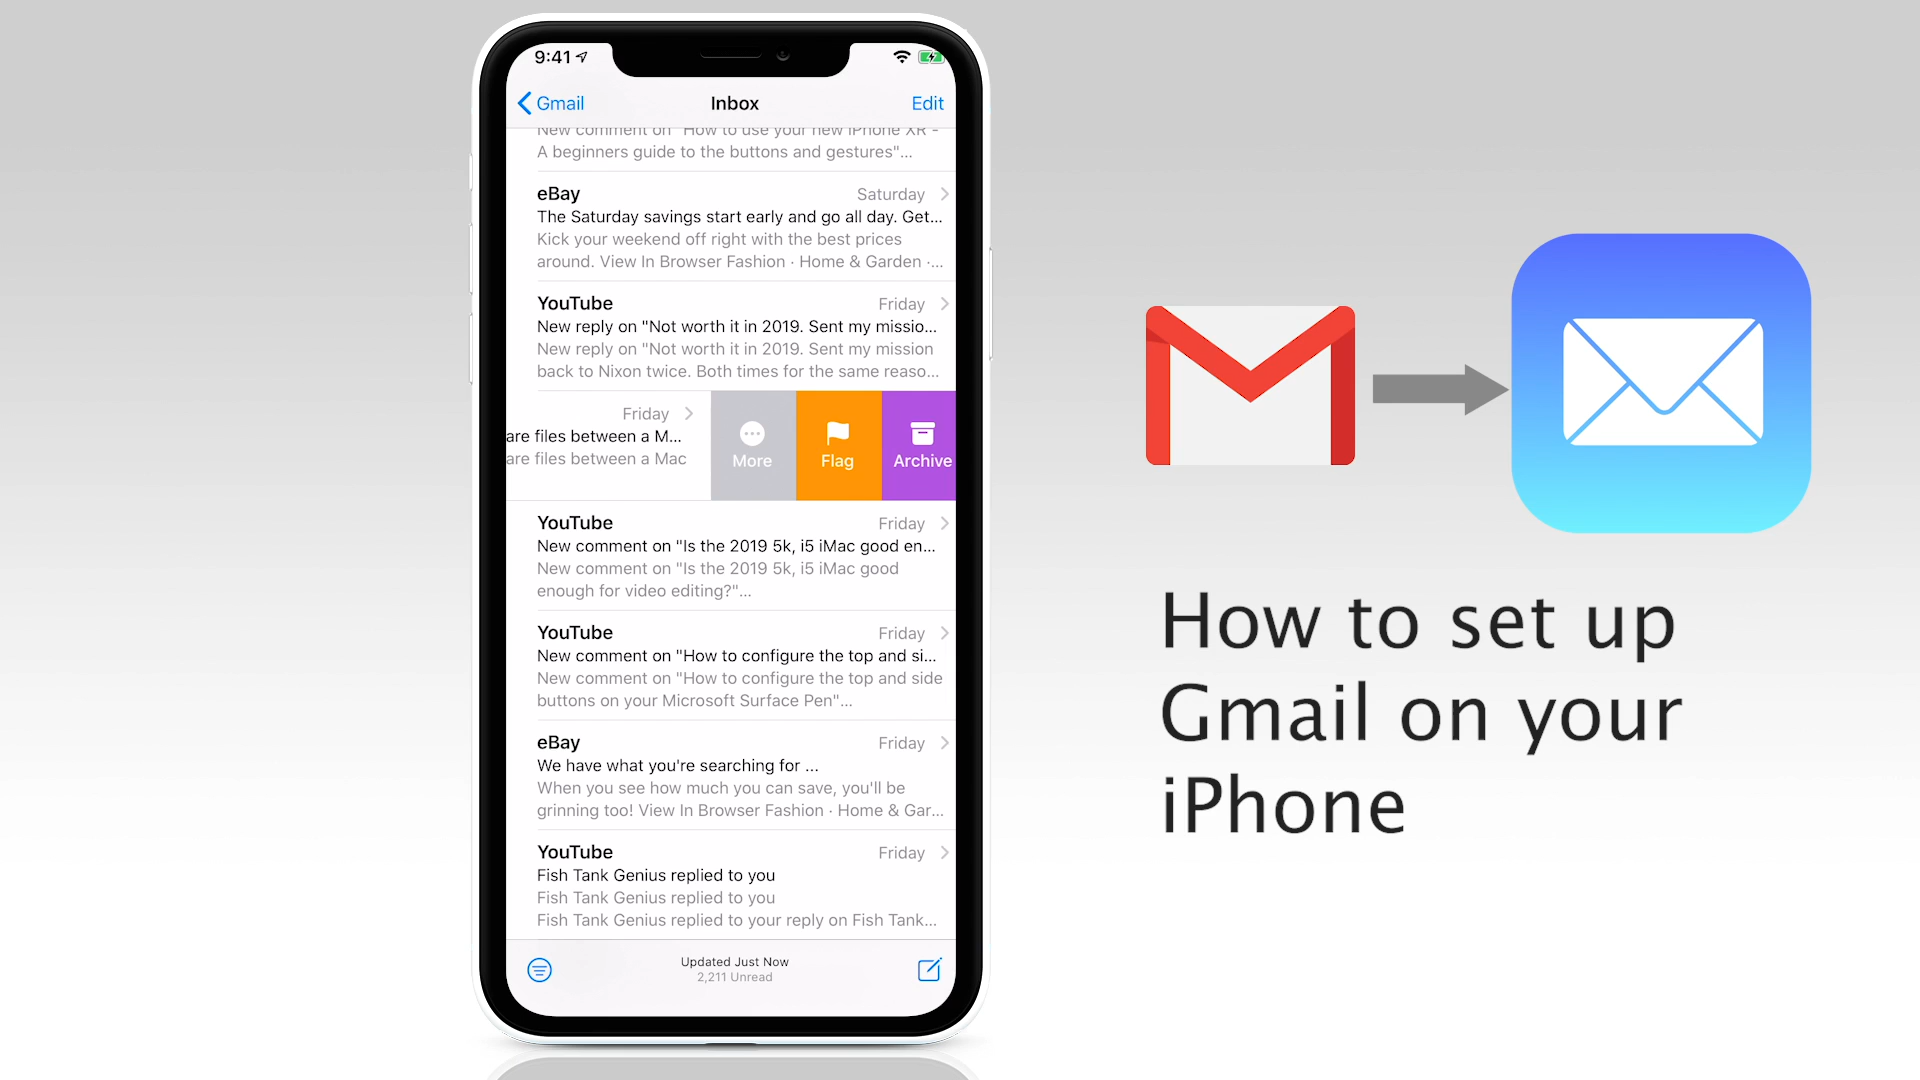 9:41
Gmail
Inbox
Edit
New comment on "How to use your new iPhone XR -
A beginners guide to the buttons and gestures"...
eBay
Saturday
The Saturday savings start early and go all day. Get...
Kick your weekend off right with the best prices
around. View In Browser Fashion · Home & Garden ·...
YouTube
Friday
New reply on "Not worth it in 2019. Sent my missio...
New reply on "Not worth it in 2019. Sent my mission
back to Nixon twice. Both times for the same reaso...
Friday
are files between a M...
are files between a Mac
More
Flag
Archive
YouTube
Friday
New comment on "Is the 2019 5k, i5 iMac good en...
New comment on "Is the 2019 5k, i5 iMac good
enough for video editing?"...
YouTube
Friday
New comment on "How to configure the top and si...
New comment on "How to configure the top and side
buttons on your Microsoft Surface Pen"...
eBay
Friday
We have what you're searching for ...
When you see how much you can save, you'll be
grinning too! View In Browser Fashion · Home & Gar...
YouTube
Friday
Fish Tank Genius replied to you
Fish Tank Genius replied to you
Fish Tank Genius replied to your reply on Fish Tank...
Updated Just Now
2,211 Unread
How to set up
Gmail on your
iPhone